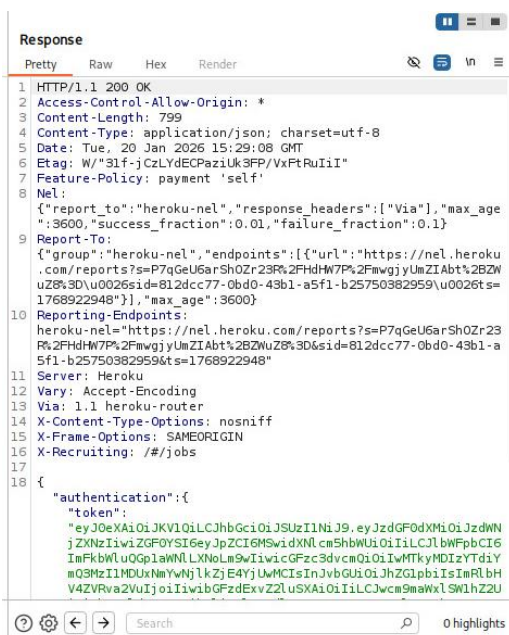 Response
Pretty Raw Hex Render \n
1 HTTP/1.1 200 OK
2 Access-Control-Allow-Origin: *
3 Content-Length: 799
4 Content-Type: application/json; charset=utf-8
5 Date: Tue, 20 Jan 2026 15:29:08 GMT
6 Etag: W/"31f-jCzLYdECPaziUk3FP/VxFtRuIiI"
7 Feature-Policy: payment 'self'
8 Nel:
{"report_to":"heroku-nel","response_headers":["Via"],"max_age
":3600,"success_fraction":0.01,"failure_fraction":0.1}
9 Report-To:
{"group":"heroku-nel","endpoints":[{"url":"https://nel.heroku
.com/reports?s=P7qGeU6arShOZr23R%2FHdHW7P%2FmwgjyUmZIAbt%2BZW
uZ8%3D\u0026sid=812dcc77-0bd0-43b1-a5f1-b25750382959\u0026ts=
1768922948"}],"max_age":3600}
10 Reporting-Endpoints:
heroku-nel="https://nel.heroku.com/reports?s=P7qGeU6arShOZr23
R%2FHdHW7P%2FmwgjyUmZIAbt%2BZWuZ8%3D&sid=812dcc77-0bd0-43b1-a
5f1-b25750382959&ts=1768922948"
11 Server: Heroku
12 Vary: Accept-Encoding
13 Via: 1.1 heroku-router
14 X-Content-Type-Options: nosniff
15 X-Frame-Options: SAMEORIGIN
16 X-Recruiting: /#/jobs
17
18 {
"authentication":{
"token":
"eyJ0eXAiOiJKV1QiLCJhbGciOiJSUzI1NiJ9.eyJzdGF0dXMiOiJzdWN
jZXNzIiwiZGF0YSI6eyJpZCI6MSwidXNlcm5hbWUiOiIiLCJlbWFpbCI6
ImFkbWluQGp1aWNlLXNoLm9wIiwicGFzc3dvcmQiOiIwMTkyMDIzYTdiY
mQ3MzI1MDUxNmYwNjlkZjE4YjUwMCIsInJvbGUiOiJhZG1pbiIsImRlbH
V4ZVRva2VuIjoiIiwibGFzdExvZ2luSXAiOiIiLCJwcm9maWxlSW1hZ2U
Search 0 highlights